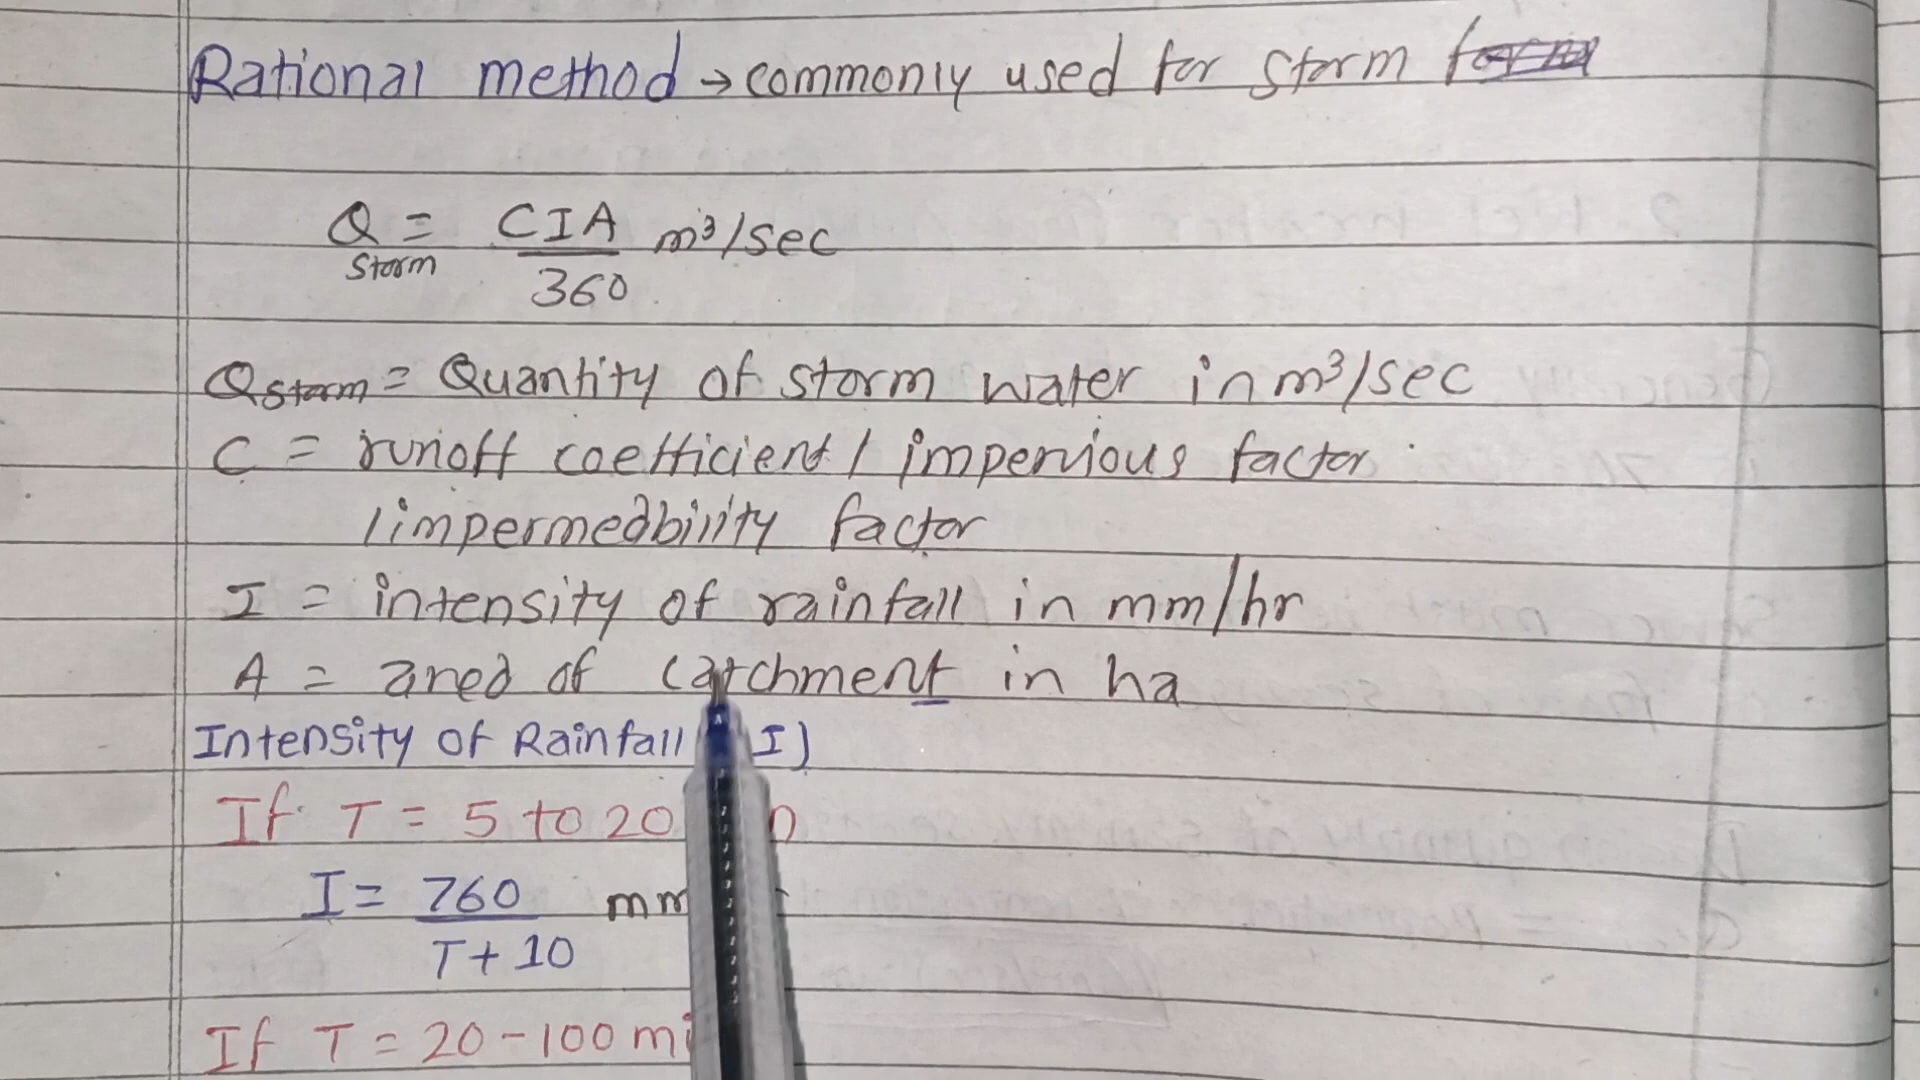 Rational method → commonly used for storm
Q = CIA m³/sec
storm 360
Qstorm = Quantity of storm water in m³/sec
C = runoff coefficient / impervious factor
/ impermeability factor
I = intensity of rainfall in mm/hr
A = area of catchment in ha
Intensity of Rainfall I)
If T = 5 to 20
I = 760 mm
T + 10
If T = 20 - 100 mi